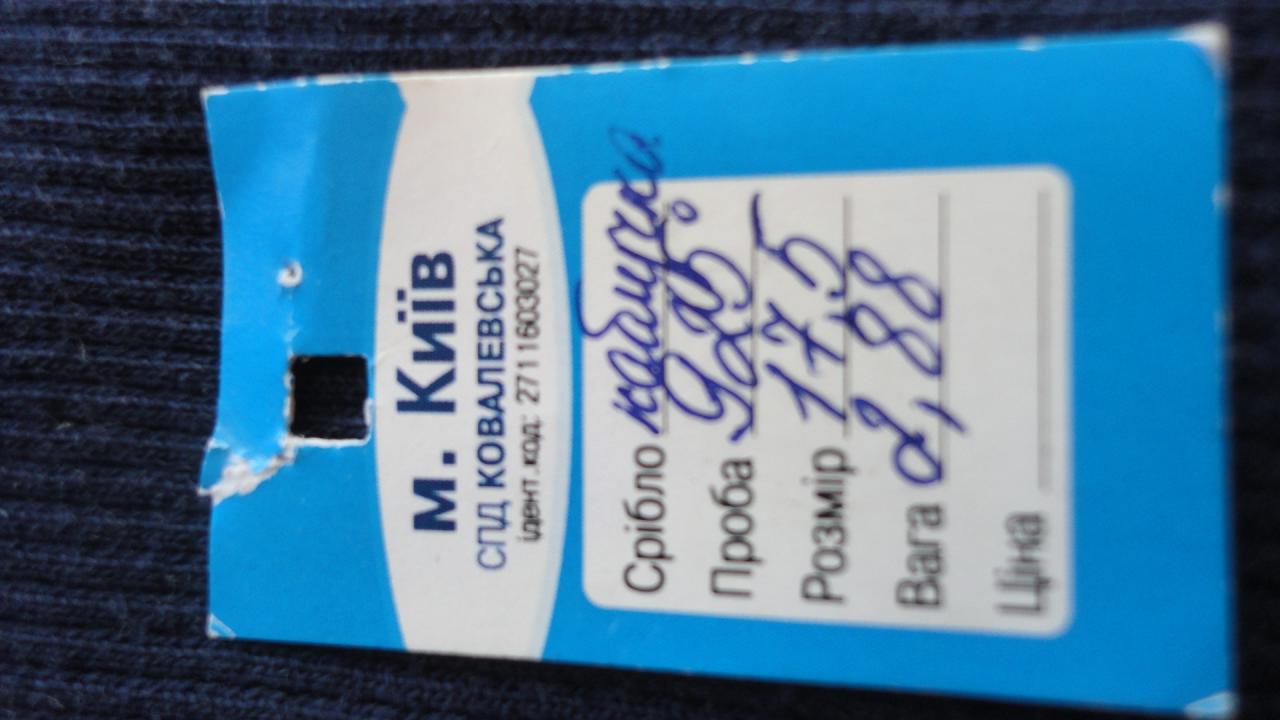 м. Київ
СПД КОВАЛЕВСЬКА
ідент.код: 2711603027
Срібло каблучка
Проба 925°
Розмір 17,5
Вага 2,88
Ціна